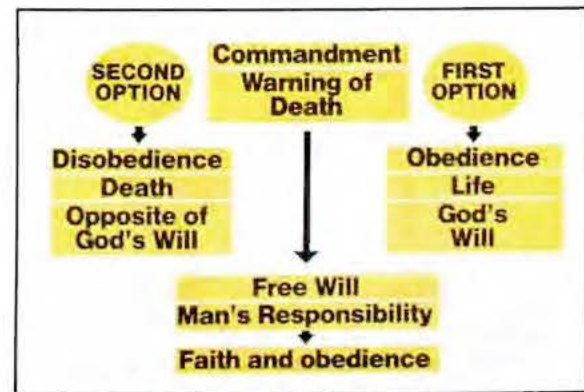 SECOND
OPTION
Disobedience
Death
Opposite of
God's Will
Commandment
Warning of
Death
Free Will
Man's Responsibility
Faith and obedience
FIRST
OPTION
Obedience
Life
God's
Will